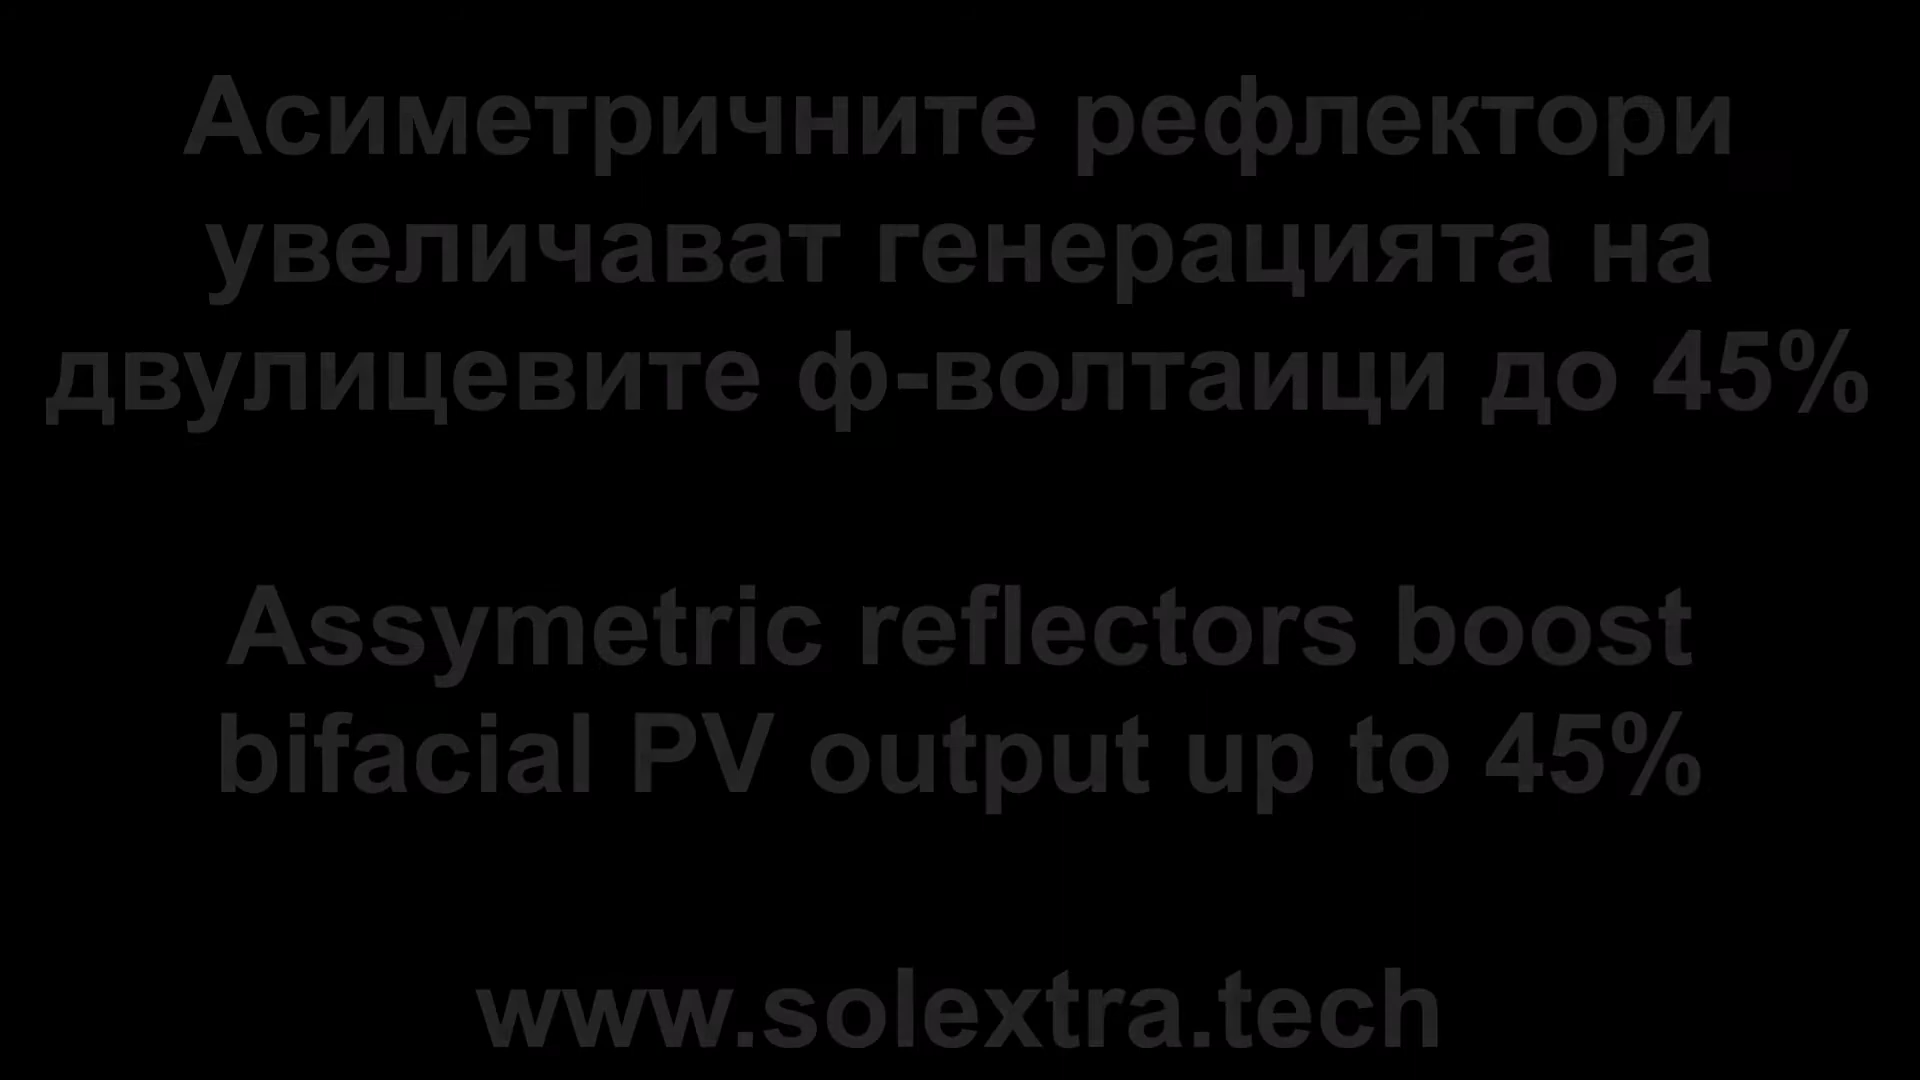 Асиметричните рефлектори
увеличават генерацията на
двулицевите ф-волтаици до 45%
Assymetric reflectors boost
bifacial PV output up to 45%
www.solextra.tech